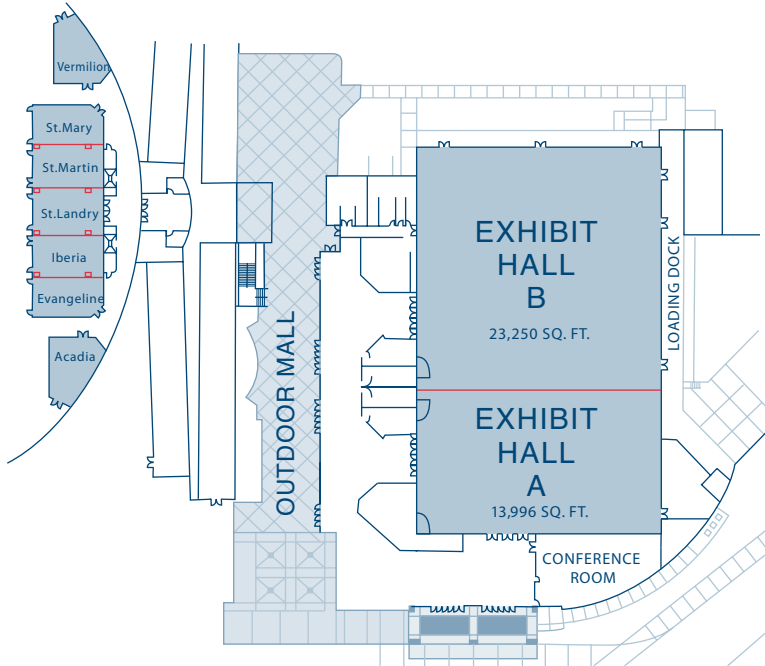 Vermilion
St.Mary
St.Martin
St.Landry
Iberia
Evangeline
Acadia
OUTDOOR MALL
EXHIBIT
HALL
B
23,250 SQ. FT.
LOADING DOCK
EXHIBIT
HALL
A
13,996 SQ. FT.
CONFERENCE
ROOM